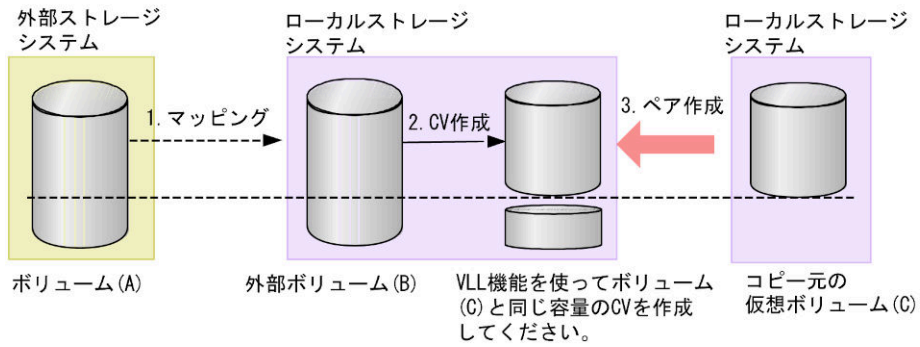 外部ストレージ
システム
ローカルストレージ
システム
ローカルストレージ
システム
1. マッピング
2. CV作成
3. ペア作成
ボリューム(A)
外部ボリューム(B)
VLL機能を使ってボリューム
(C)と同じ容量のCVを作成
してください。
コピー元の
仮想ボリューム(C)